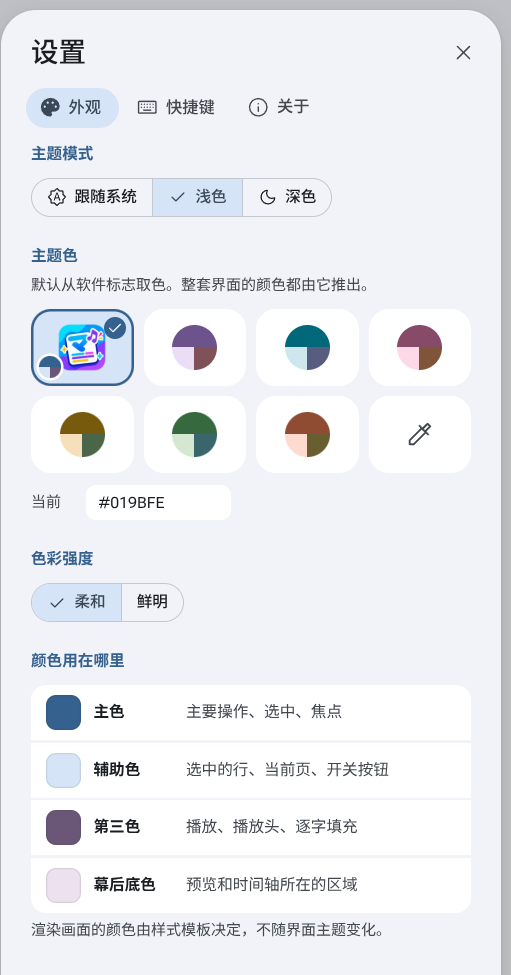 设置
外观 快捷键 关于
主题模式
跟随系统 浅色 深色
主题色
默认从软件标志取色。整套界面的颜色都由它推出。
当前 #019BFE
色彩强度
柔和 鲜明
颜色用在哪里
主色 主要操作、选中、焦点
辅助色 选中的行、当前页、开关按钮
第三色 播放、播放头、逐字填充
幕后底色 预览和时间轴所在的区域
渲染画面的颜色由样式模板决定，不随界面主题变化。